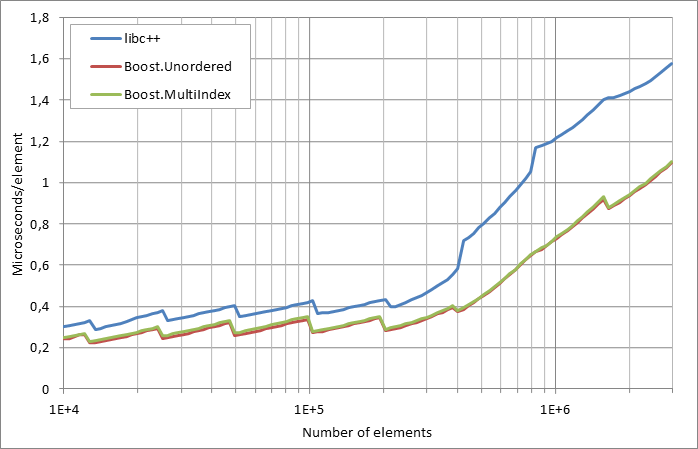 1,8
1,6
1,4
1,2
1
0,8
0,6
0,4
0,2
0
libc++
Boost.Unordered
Boost.MultiIndex
Microseconds/element
1E+4
1E+5
1E+6
Number of elements